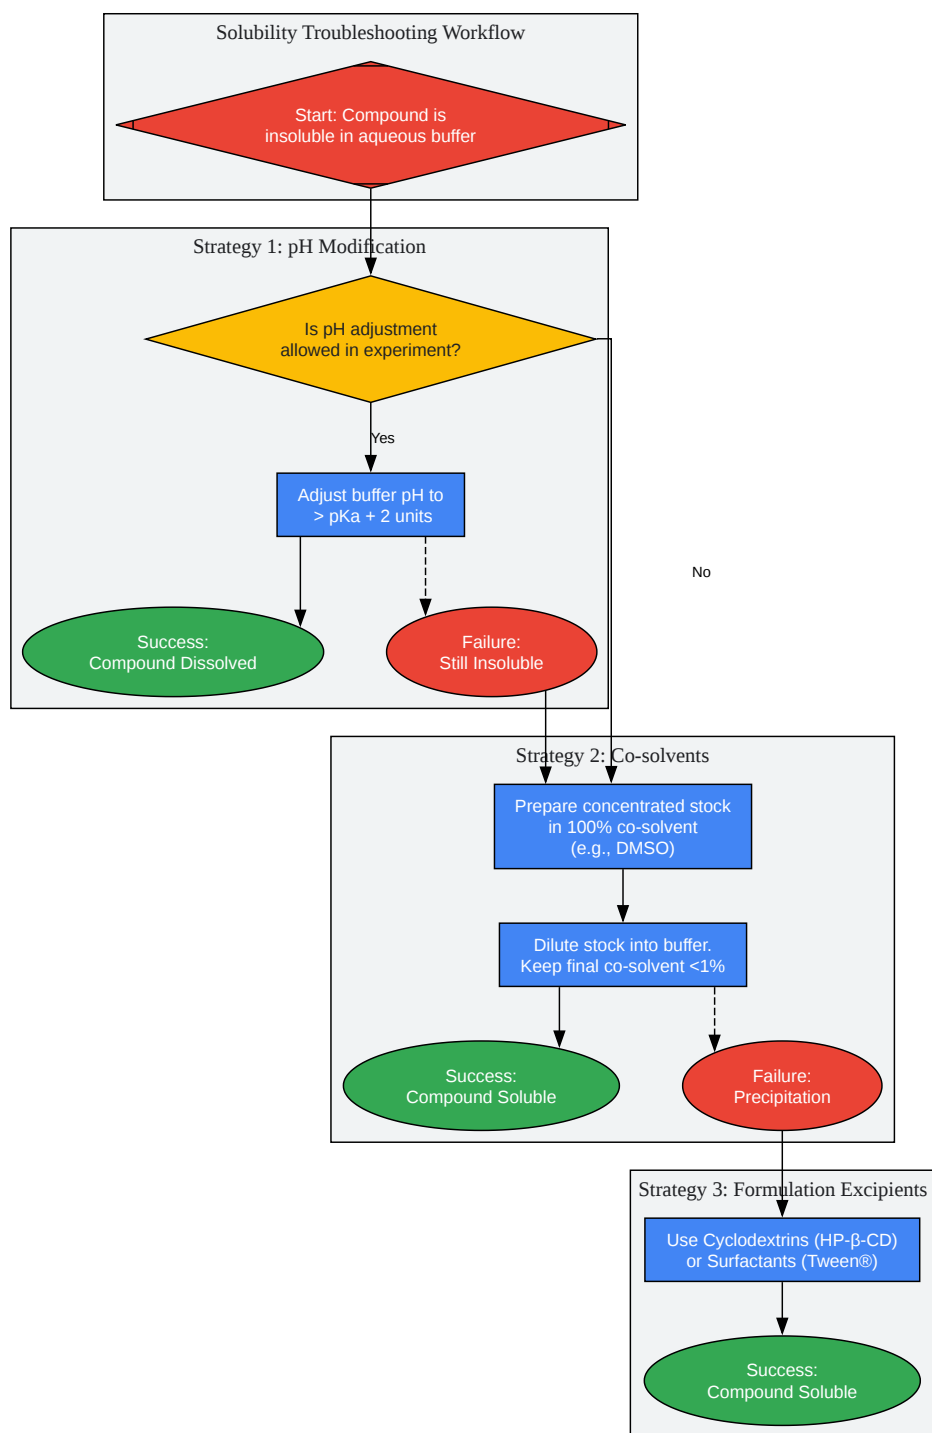 Solubility Troubleshooting Workflow
Start: Compound is
insoluble in aqueous buffer
Strategy 1: pH Modification
Is pH adjustment
allowed in experiment?
Yes
Adjust buffer pH to
> pKa + 2 units
No
Success:
Compound Dissolved
Failure:
Still Insoluble
Strategy 2: Co-solvents
Prepare concentrated stock
in 100% co-solvent
(e.g., DMSO)
Dilute stock into buffer.
Keep final co-solvent <1%
Success:
Compound Soluble
Failure:
Precipitation
Strategy 3: Formulation Excipients
Use Cyclodextrins (HP-β-CD)
or Surfactants (Tween®)
Success:
Compound Soluble